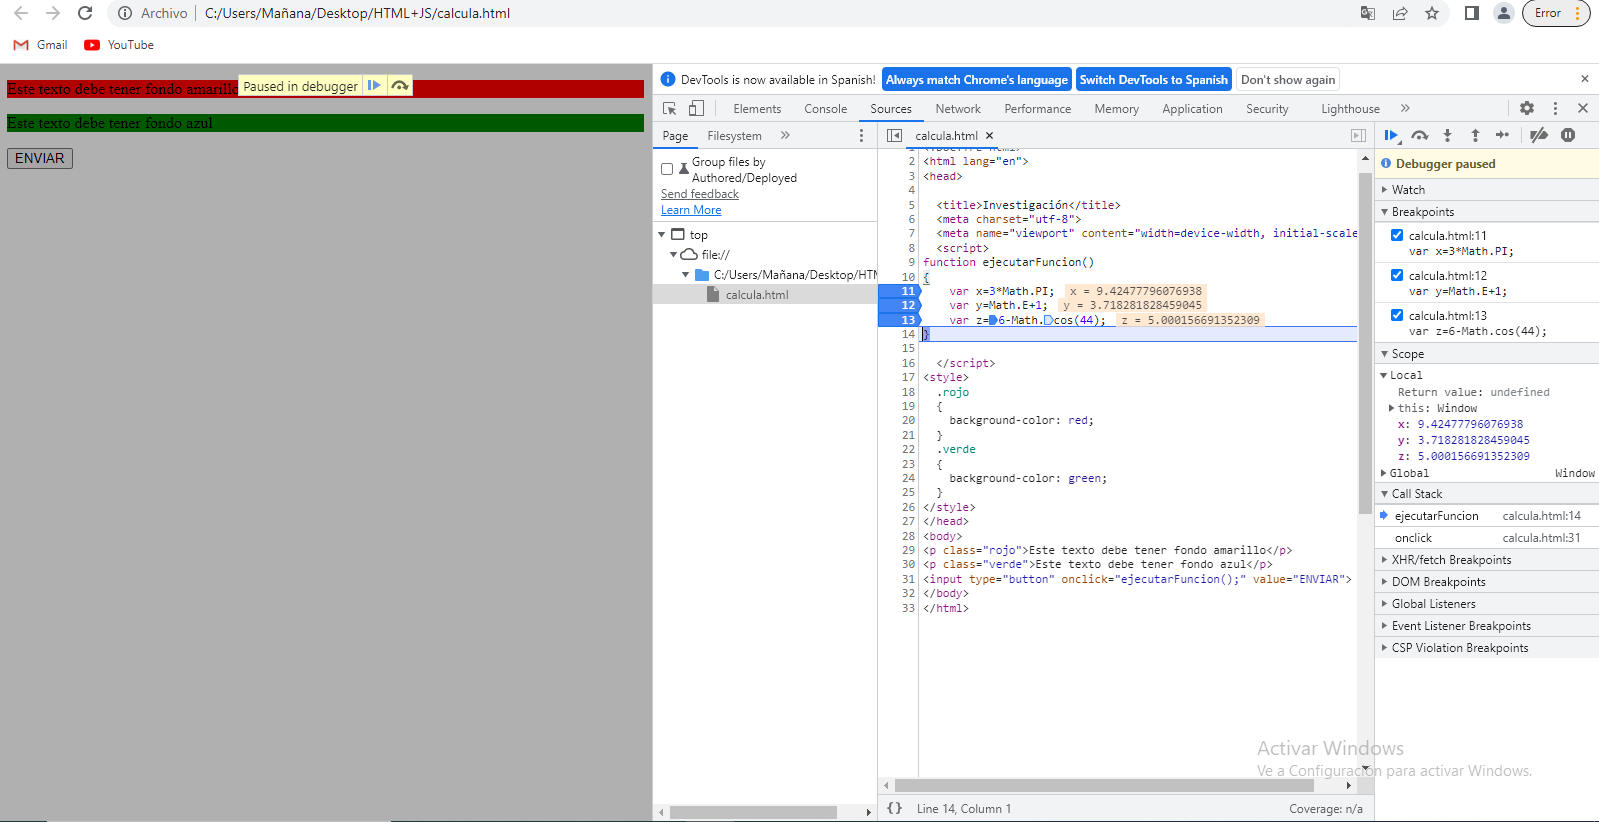 Archivo C:/Users/Mañana/Desktop/HTML+JS/calcula.html Error
Gmail YouTube
Este texto debe tener fondo amarillo
Paused in debugger
Este texto debe tener fondo azul
ENVIAR
DevTools is now available in Spanish! Always match Chrome's language Switch DevTools to Spanish Don't show again
Elements Console Sources Network Performance Memory Application Security Lighthouse
Page Filesystem
Group files by
Authored/Deployed
Send feedback
Learn More
top
file://
C:/Users/Mañana/Desktop/HTM
calcula.html
calcula.html
1 <!DOCTYPE html>
2 <html lang="en">
3 <head>
4
5 <title>Investigación</title>
6 <meta charset="utf-8">
7 <meta name="viewport" content="width=device-width, initial-scale
8 <script>
9 function ejecutarFuncion()
10 {
11 var x=3*Math.PI; x = 9.42477796076938
12 var y=Math.E+1; y = 3.718281828459045
13 var z=6-Math.cos(44); z = 5.000156691352309
14 }
15
16 </script>
17 <style>
18 .rojo
19 {
20 background-color: red;
21 }
22 .verde
23 {
24 background-color: green;
25 }
26 </style>
27 </head>
28 <body>
29 <p class="rojo">Este texto debe tener fondo amarillo</p>
30 <p class="verde">Este texto debe tener fondo azul</p>
31 <input type="button" onclick="ejecutarFuncion();" value="ENVIAR">
32 </body>
33 </html>
{} Line 14, Column 1 Coverage: n/a
Debugger paused
Watch
Breakpoints
calcula.html:11
var x=3*Math.PI;
calcula.html:12
var y=Math.E+1;
calcula.html:13
var z=6-Math.cos(44);
Scope
Local
Return value: undefined
this: Window
x: 9.42477796076938
y: 3.718281828459045
z: 5.000156691352309
Global Window
Call Stack
ejecutarFuncion calcula.html:14
onclick calcula.html:31
XHR/fetch Breakpoints
DOM Breakpoints
Global Listeners
Event Listener Breakpoints
CSP Violation Breakpoints
Activar Windows
Ve a Configuración para activar Windows.